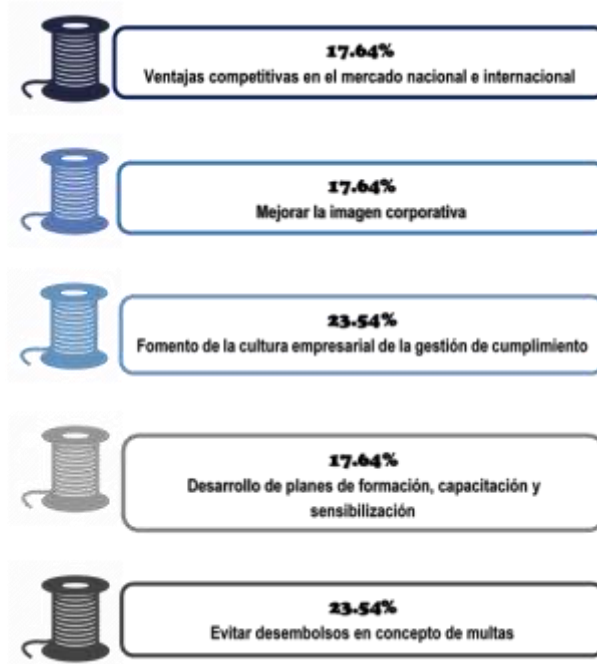 17.64%
Ventajas competitivas en el mercado nacional e internacional
17.64%
Mejorar la imagen corporativa
23.54%
Fomento de la cultura empresarial de la gestión de cumplimiento
17.64%
Desarrollo de planes de formación, capacitación y
sensibilización
23.54%
Evitar desembolsos en concepto de multas